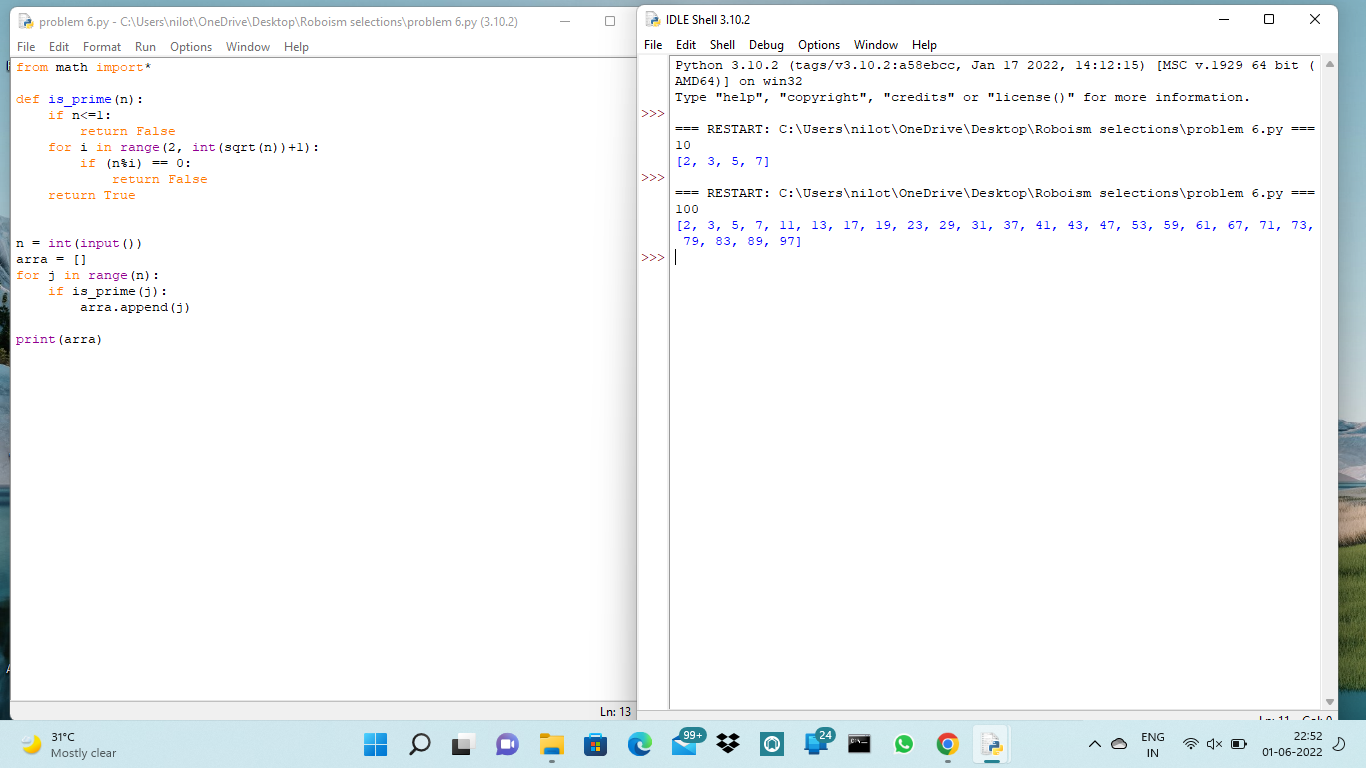 problem 6.py - C:\Users\nilot\OneDrive\Desktop\Roboism selections\problem 6.py (3.10.2)
File Edit Format Run Options Window Help
from math import*
def is_prime(n):
    if n<=1:
        return False
    for i in range(2, int(sqrt(n))+1):
        if (n%i) == 0:
            return False
    return True
n = int(input())
arra = []
for j in range(n):
    if is_prime(j):
        arra.append(j)
print(arra)
Ln: 13
IDLE Shell 3.10.2
File Edit Shell Debug Options Window Help
Python 3.10.2 (tags/v3.10.2:a58ebcc, Jan 17 2022, 14:12:15) [MSC v.1929 64 bit (
AMD64)] on win32
Type "help", "copyright", "credits" or "license()" for more information.
>>>
=== RESTART: C:\Users\nilot\OneDrive\Desktop\Roboism selections\problem 6.py ===
10
[2, 3, 5, 7]
>>>
=== RESTART: C:\Users\nilot\OneDrive\Desktop\Roboism selections\problem 6.py ===
100
[2, 3, 5, 7, 11, 13, 17, 19, 23, 29, 31, 37, 41, 43, 47, 53, 59, 61, 67, 71, 73,
 79, 83, 89, 97]
>>>
Ln: 11 Col: 0
31°C
Mostly clear
99+
24
ENG
IN
22:52
01-06-2022